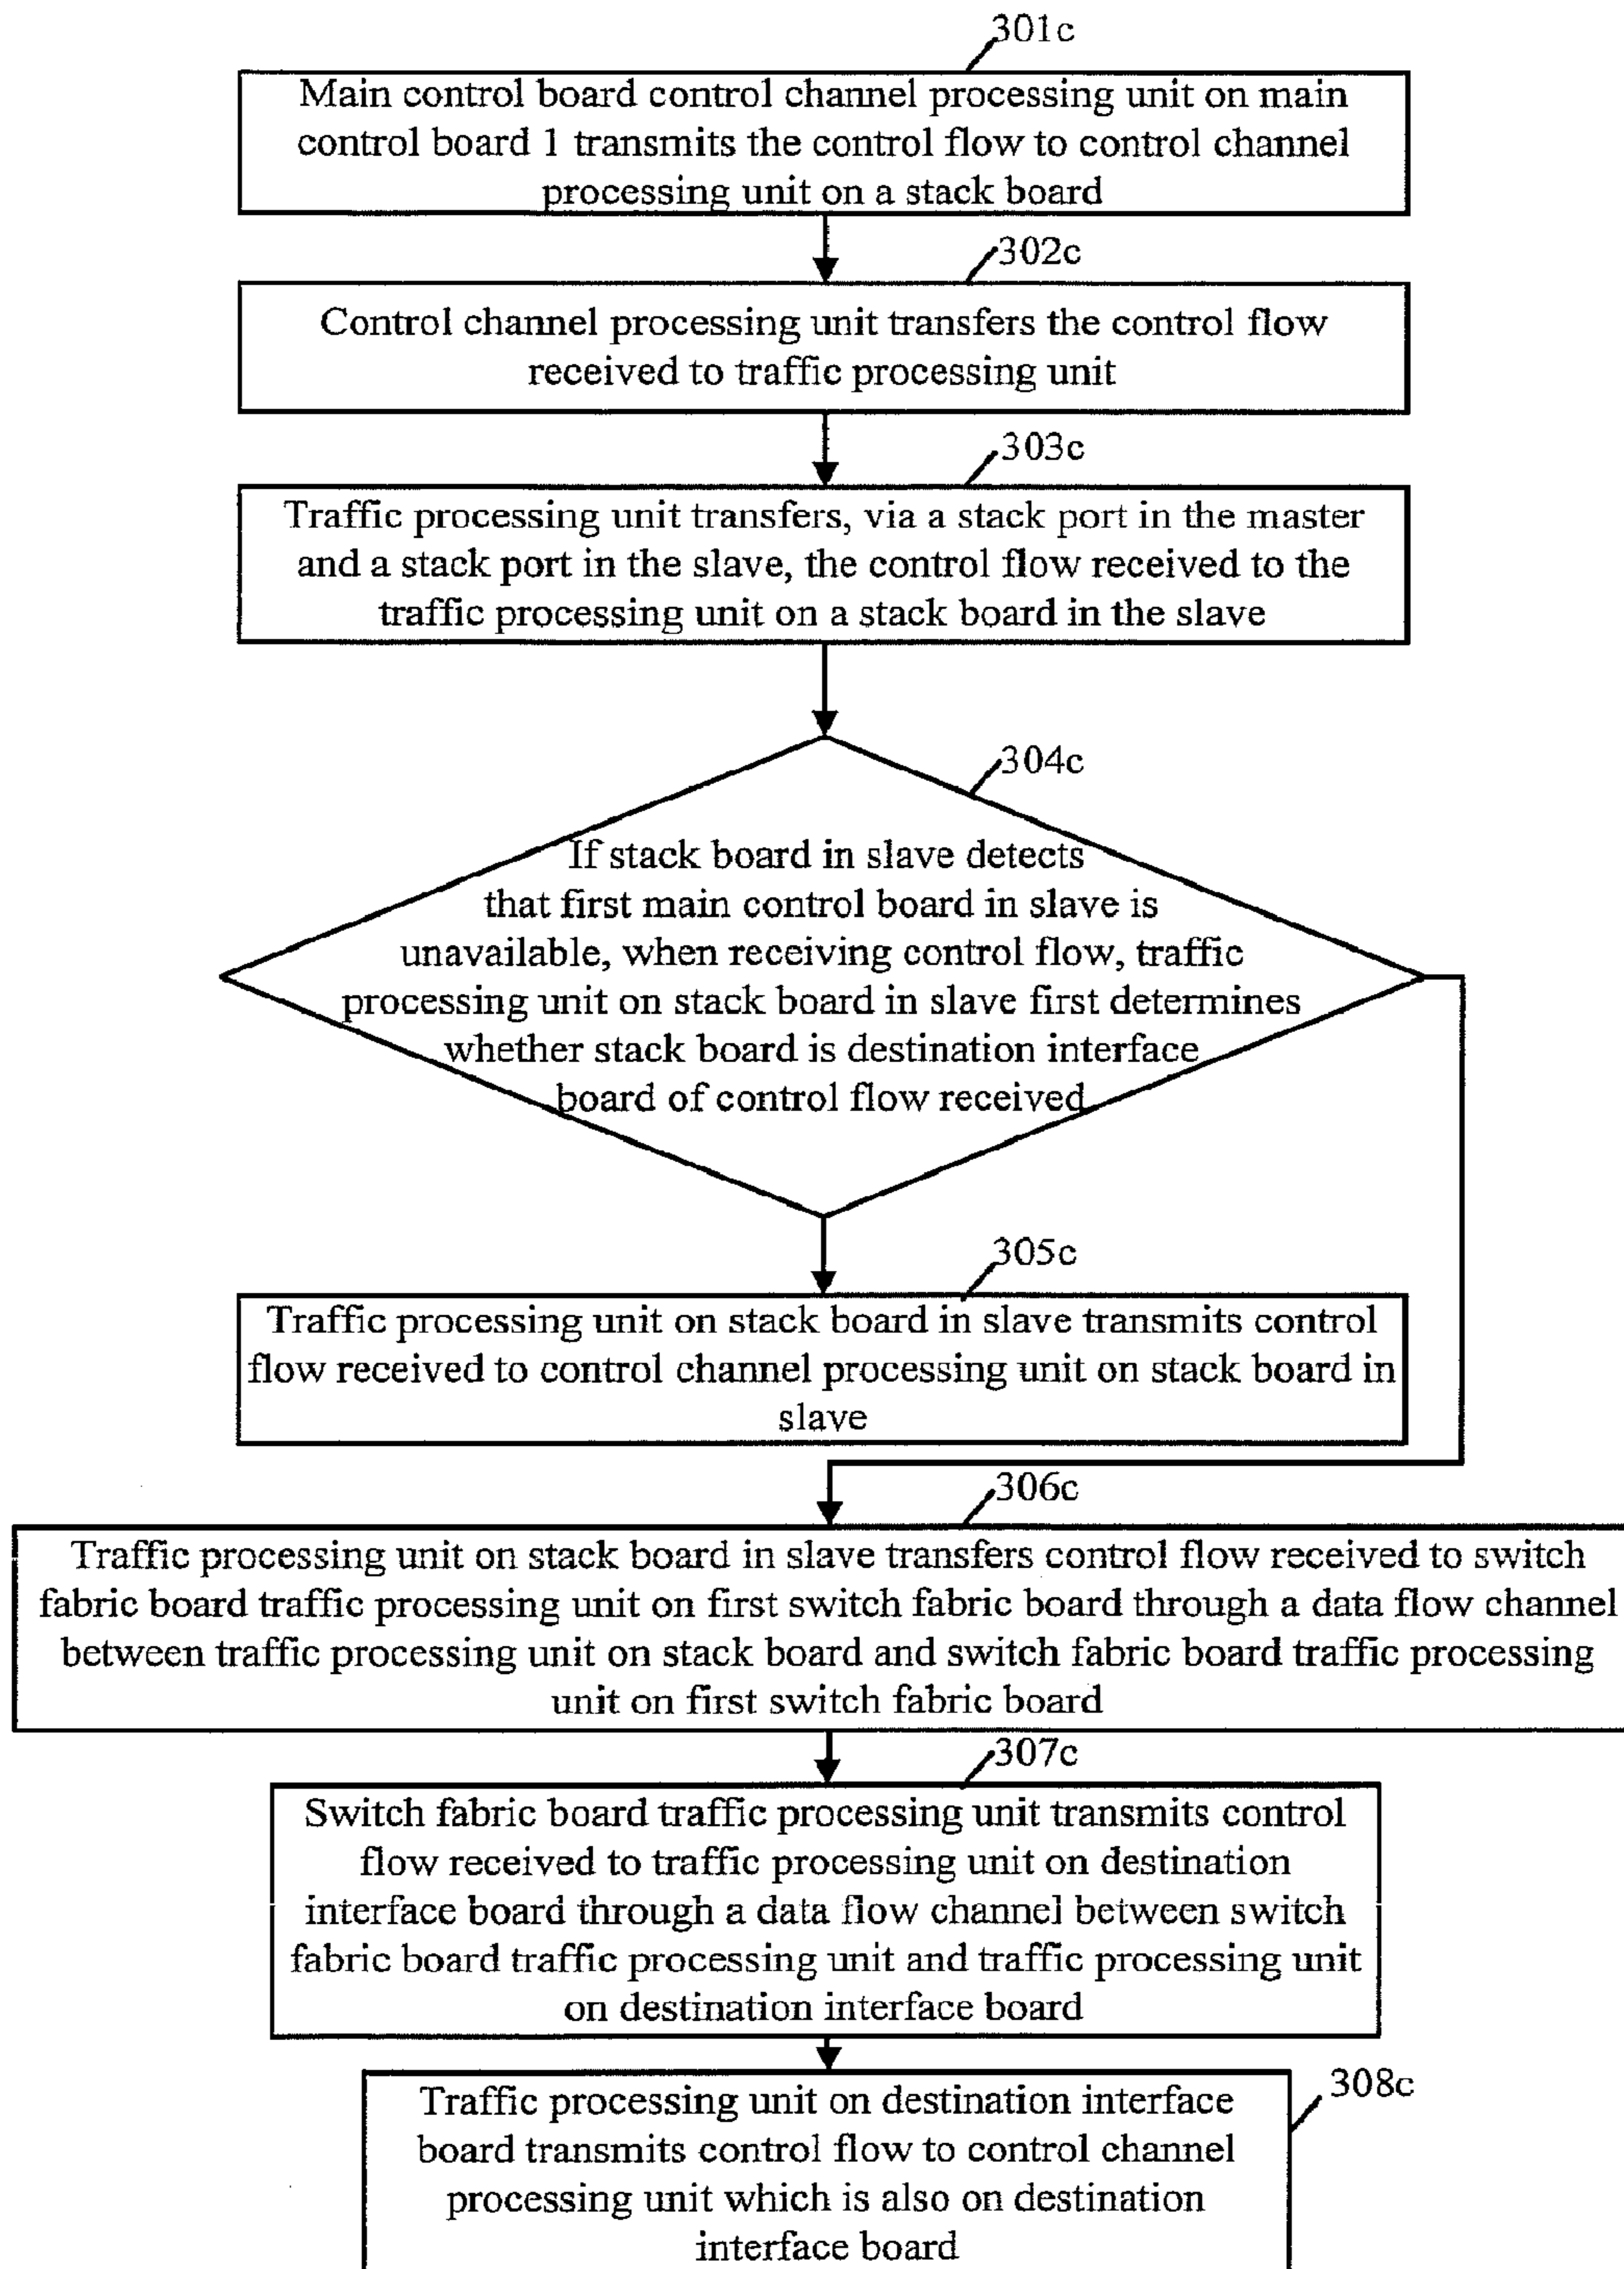 301c
Main control board control channel processing unit on main
control board 1 transmits the control flow to control channel
processing unit on a stack board
302c
Control channel processing unit transfers the control flow
received to traffic processing unit
303c
Traffic processing unit transfers, via a stack port in the master
and a stack port in the slave, the control flow received to the
traffic processing unit on a stack board in the slave
304c
If stack board in slave detects
that first main control board in slave is
unavailable, when receiving control flow, traffic
processing unit on stack board in slave first determines
whether stack board is destination interface
board of control flow received
305c
Traffic processing unit on stack board in slave transmits control
flow received to control channel processing unit on stack board in
slave
306c
Traffic processing unit on stack board in slave transfers control flow received to switch
fabric board traffic processing unit on first switch fabric board through a data flow channel
between traffic processing unit on stack board and switch fabric board traffic processing
unit on first switch fabric board
307c
Switch fabric board traffic processing unit transmits control
flow received to traffic processing unit on destination
interface board through a data flow channel between switch
fabric board traffic processing unit and traffic processing unit
on destination interface board
308c
Traffic processing unit on destination interface
board transmits control flow to control channel
processing unit which is also on destination
interface board